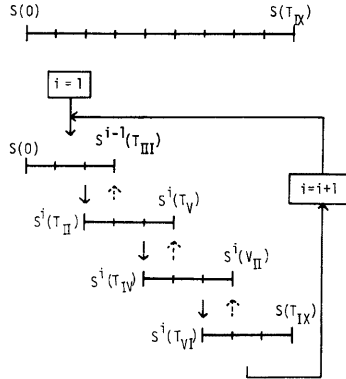 S(0) S(T_IX)
i = 1
S^{i-1}(T_III)
S(0)
i=i+1
S^i(T_II) S^i(T_V)
S^i(T_IV) S^i(V_II)
S^i(T_VI) S(T_IX)